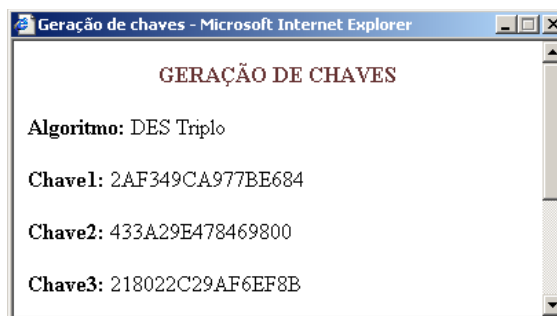 Geração de chaves - Microsoft Internet Explorer
GERAÇÃO DE CHAVES
Algoritmo: DES Triplo
Chave1: 2AF349CA977BE684
Chave2: 433A29E478469800
Chave3: 218022C29AF6EF8B